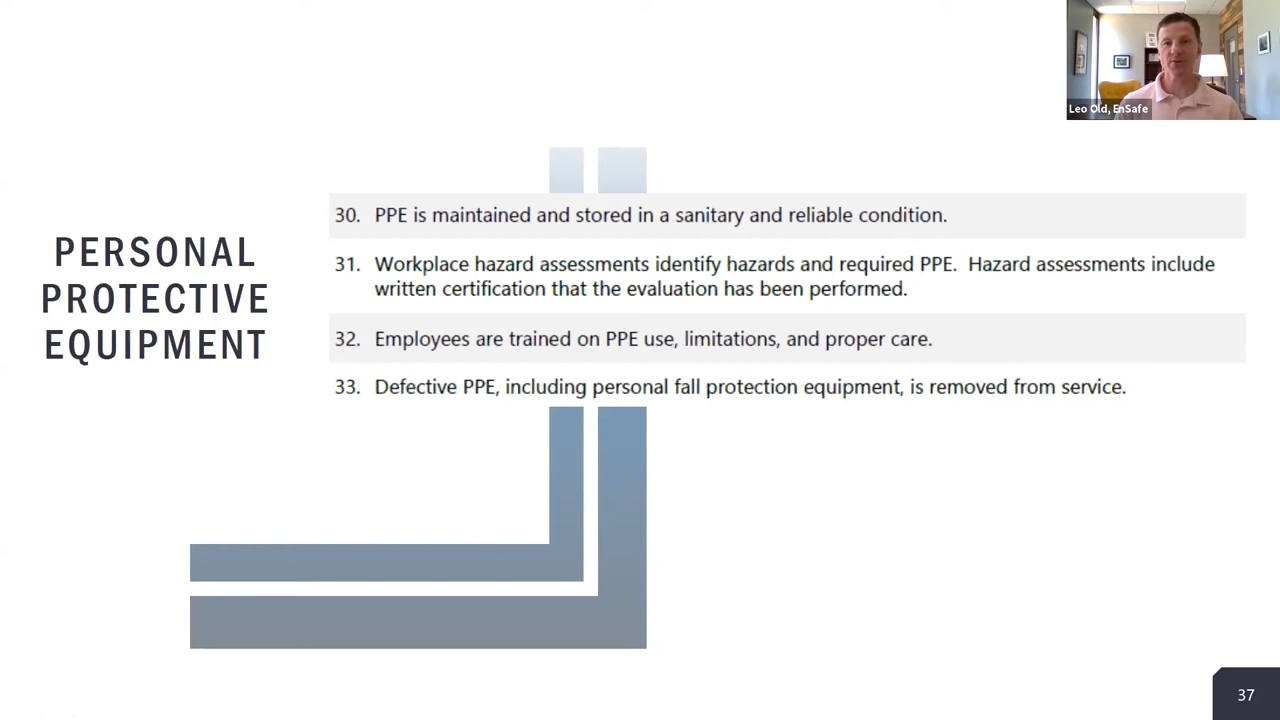 Leo Old, EnSafe
PERSONAL
PROTECTIVE
EQUIPMENT
30. PPE is maintained and stored in a sanitary and reliable condition.
31. Workplace hazard assessments identify hazards and required PPE. Hazard assessments include
written certification that the evaluation has been performed.
32. Employees are trained on PPE use, limitations, and proper care.
33. Defective PPE, including personal fall protection equipment, is removed from service.
37